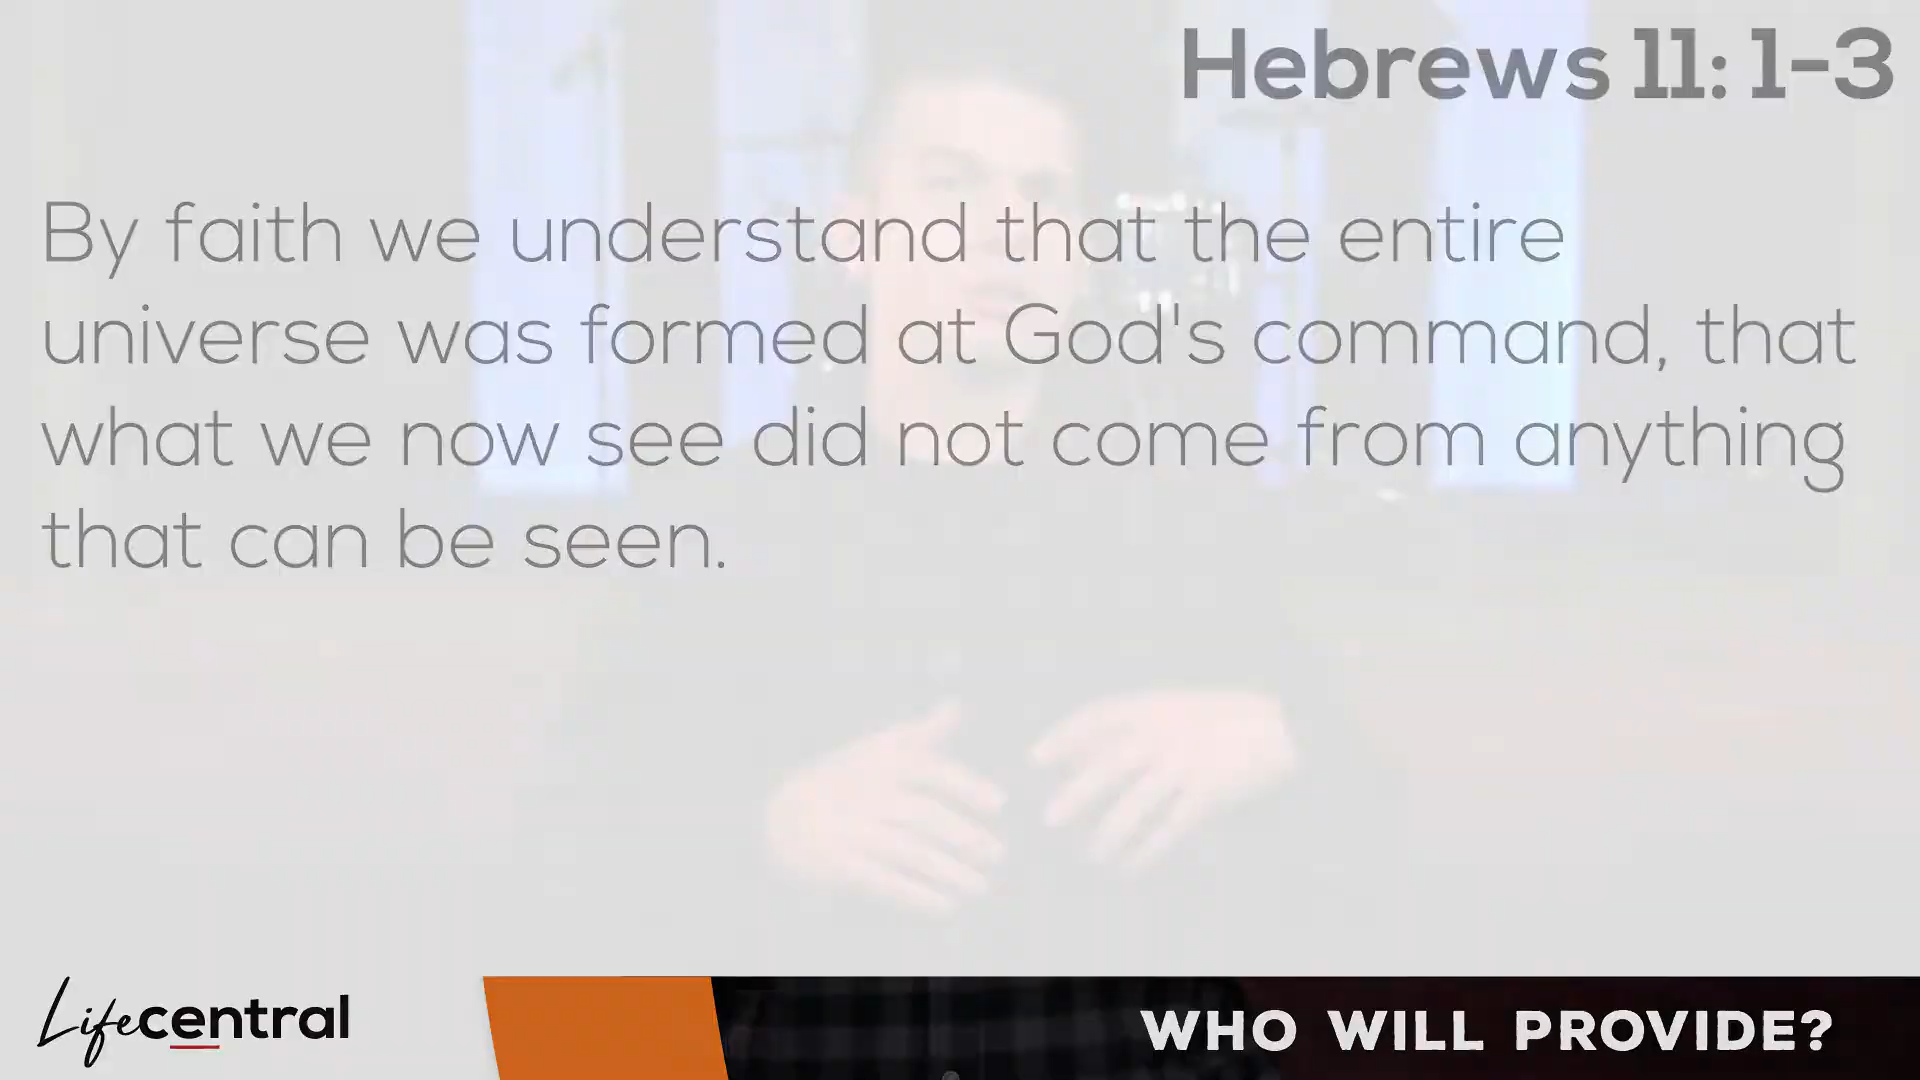 Hebrews 11: 1-3
By faith we understand that the entire
universe was formed at God's command, that
what we now see did not come from anything
that can be seen.
Lifecentral
WHO WILL PROVIDE?